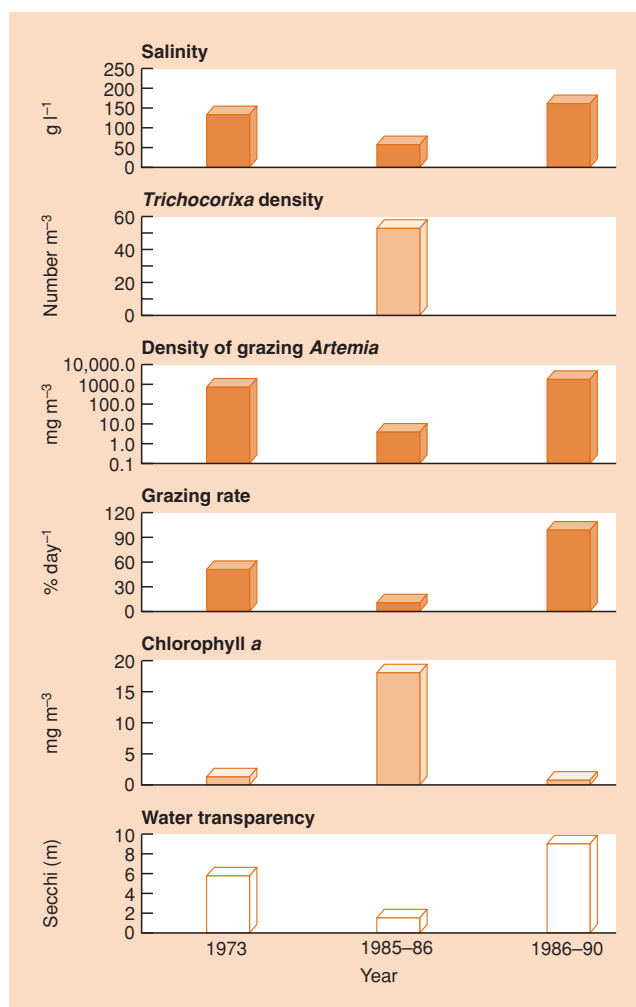 Salinity
250
200
150
100
50
0
g l⁻¹
Trichocorixa density
60
40
20
0
Number m⁻³
Density of grazing Artemia
10,000.0
1000.0
100.0
10.0
1.0
0.1
mg m⁻³
Grazing rate
120
90
60
30
0
% day⁻¹
Chlorophyll a
20
15
10
5
0
mg m⁻³
Water transparency
10
8
6
4
2
0
Secchi (m)
1973 1985–86 1986–90
Year